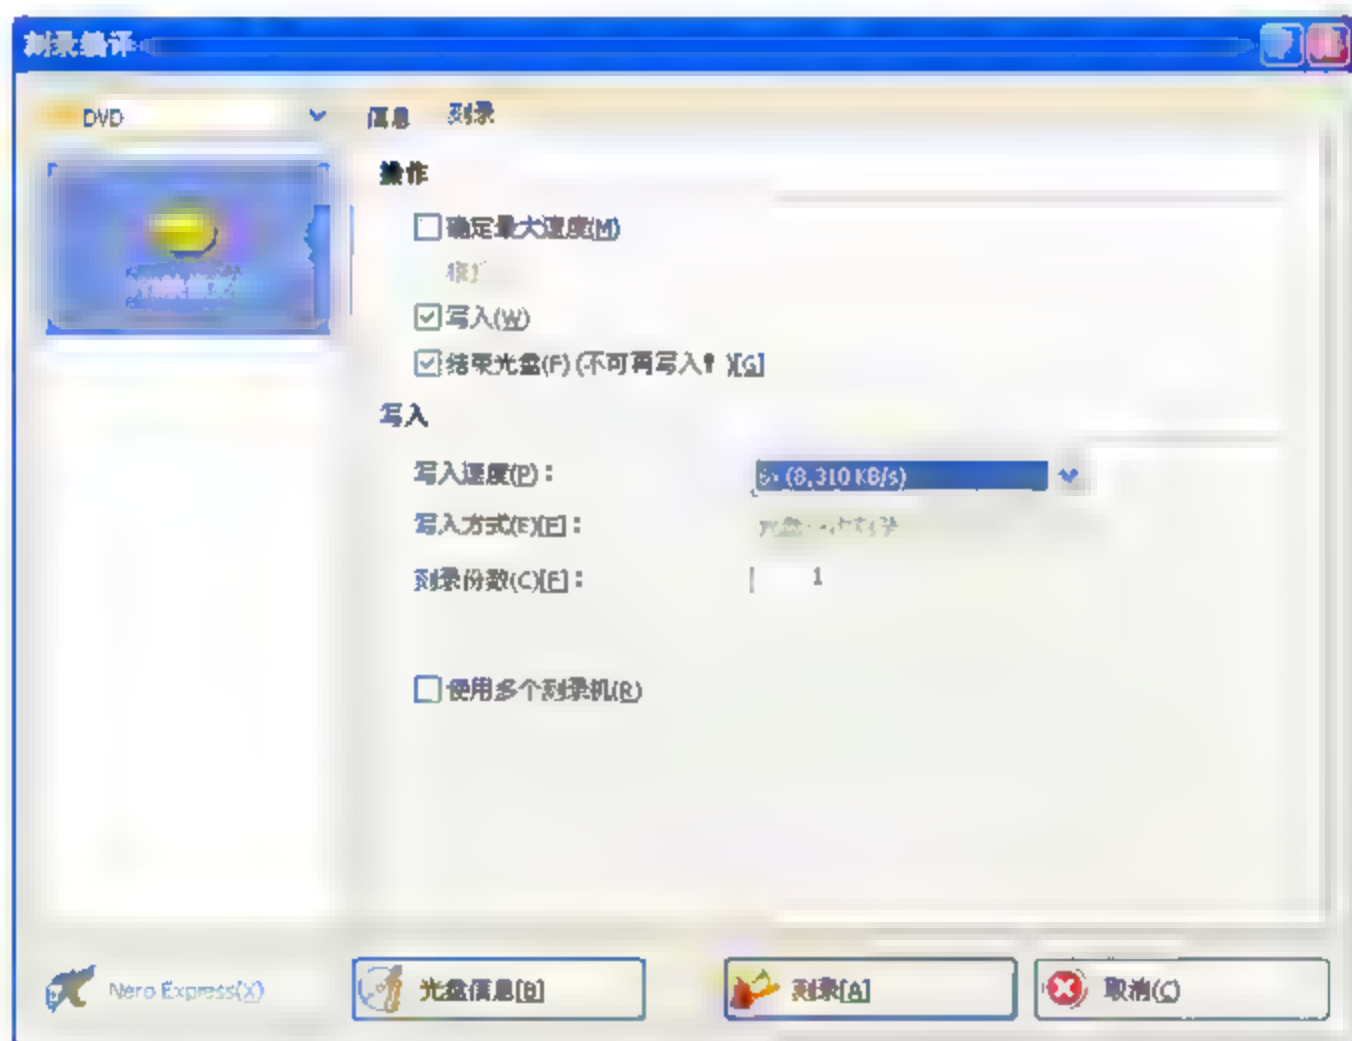 刻录编译
DVD
信息 刻录
操作
确定最大速度(M)
写入(W)
结束光盘(F)(不可再写入！)[G]
写入
写入速度(P)： (8,310 KB/s)
写入方式(E)[E]：
刻录份数(C)[F]： 1
使用多个刻录机(R)
Nero Express(X)
光盘信息[B]
刻录[A]
取消(C)